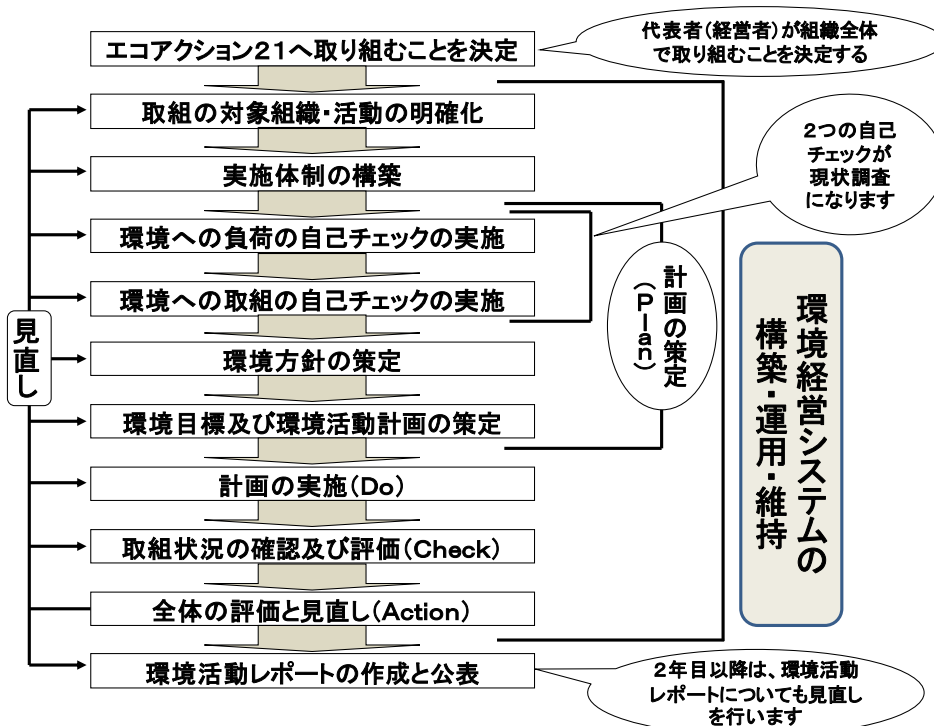 エコアクション２１へ取り組むことを決定
代表者（経営者）が組織全体
で取り組むことを決定する
取組の対象組織・活動の明確化
２つの自己
チェックが
現状調査
になります
実施体制の構築
環境への負荷の自己チェックの実施
環境への取組の自己チェックの実施
計画の策定
（Ｐｌａｎ）
環境経営システムの
構築・運用・維持
見直し
環境方針の策定
環境目標及び環境活動計画の策定
計画の実施（Ｄｏ）
取組状況の確認及び評価（Ｃｈｅｃｋ）
全体の評価と見直し（Ａｃｔｉｏｎ）
環境活動レポートの作成と公表
２年目以降は、環境活動
レポートについても見直し
を行います